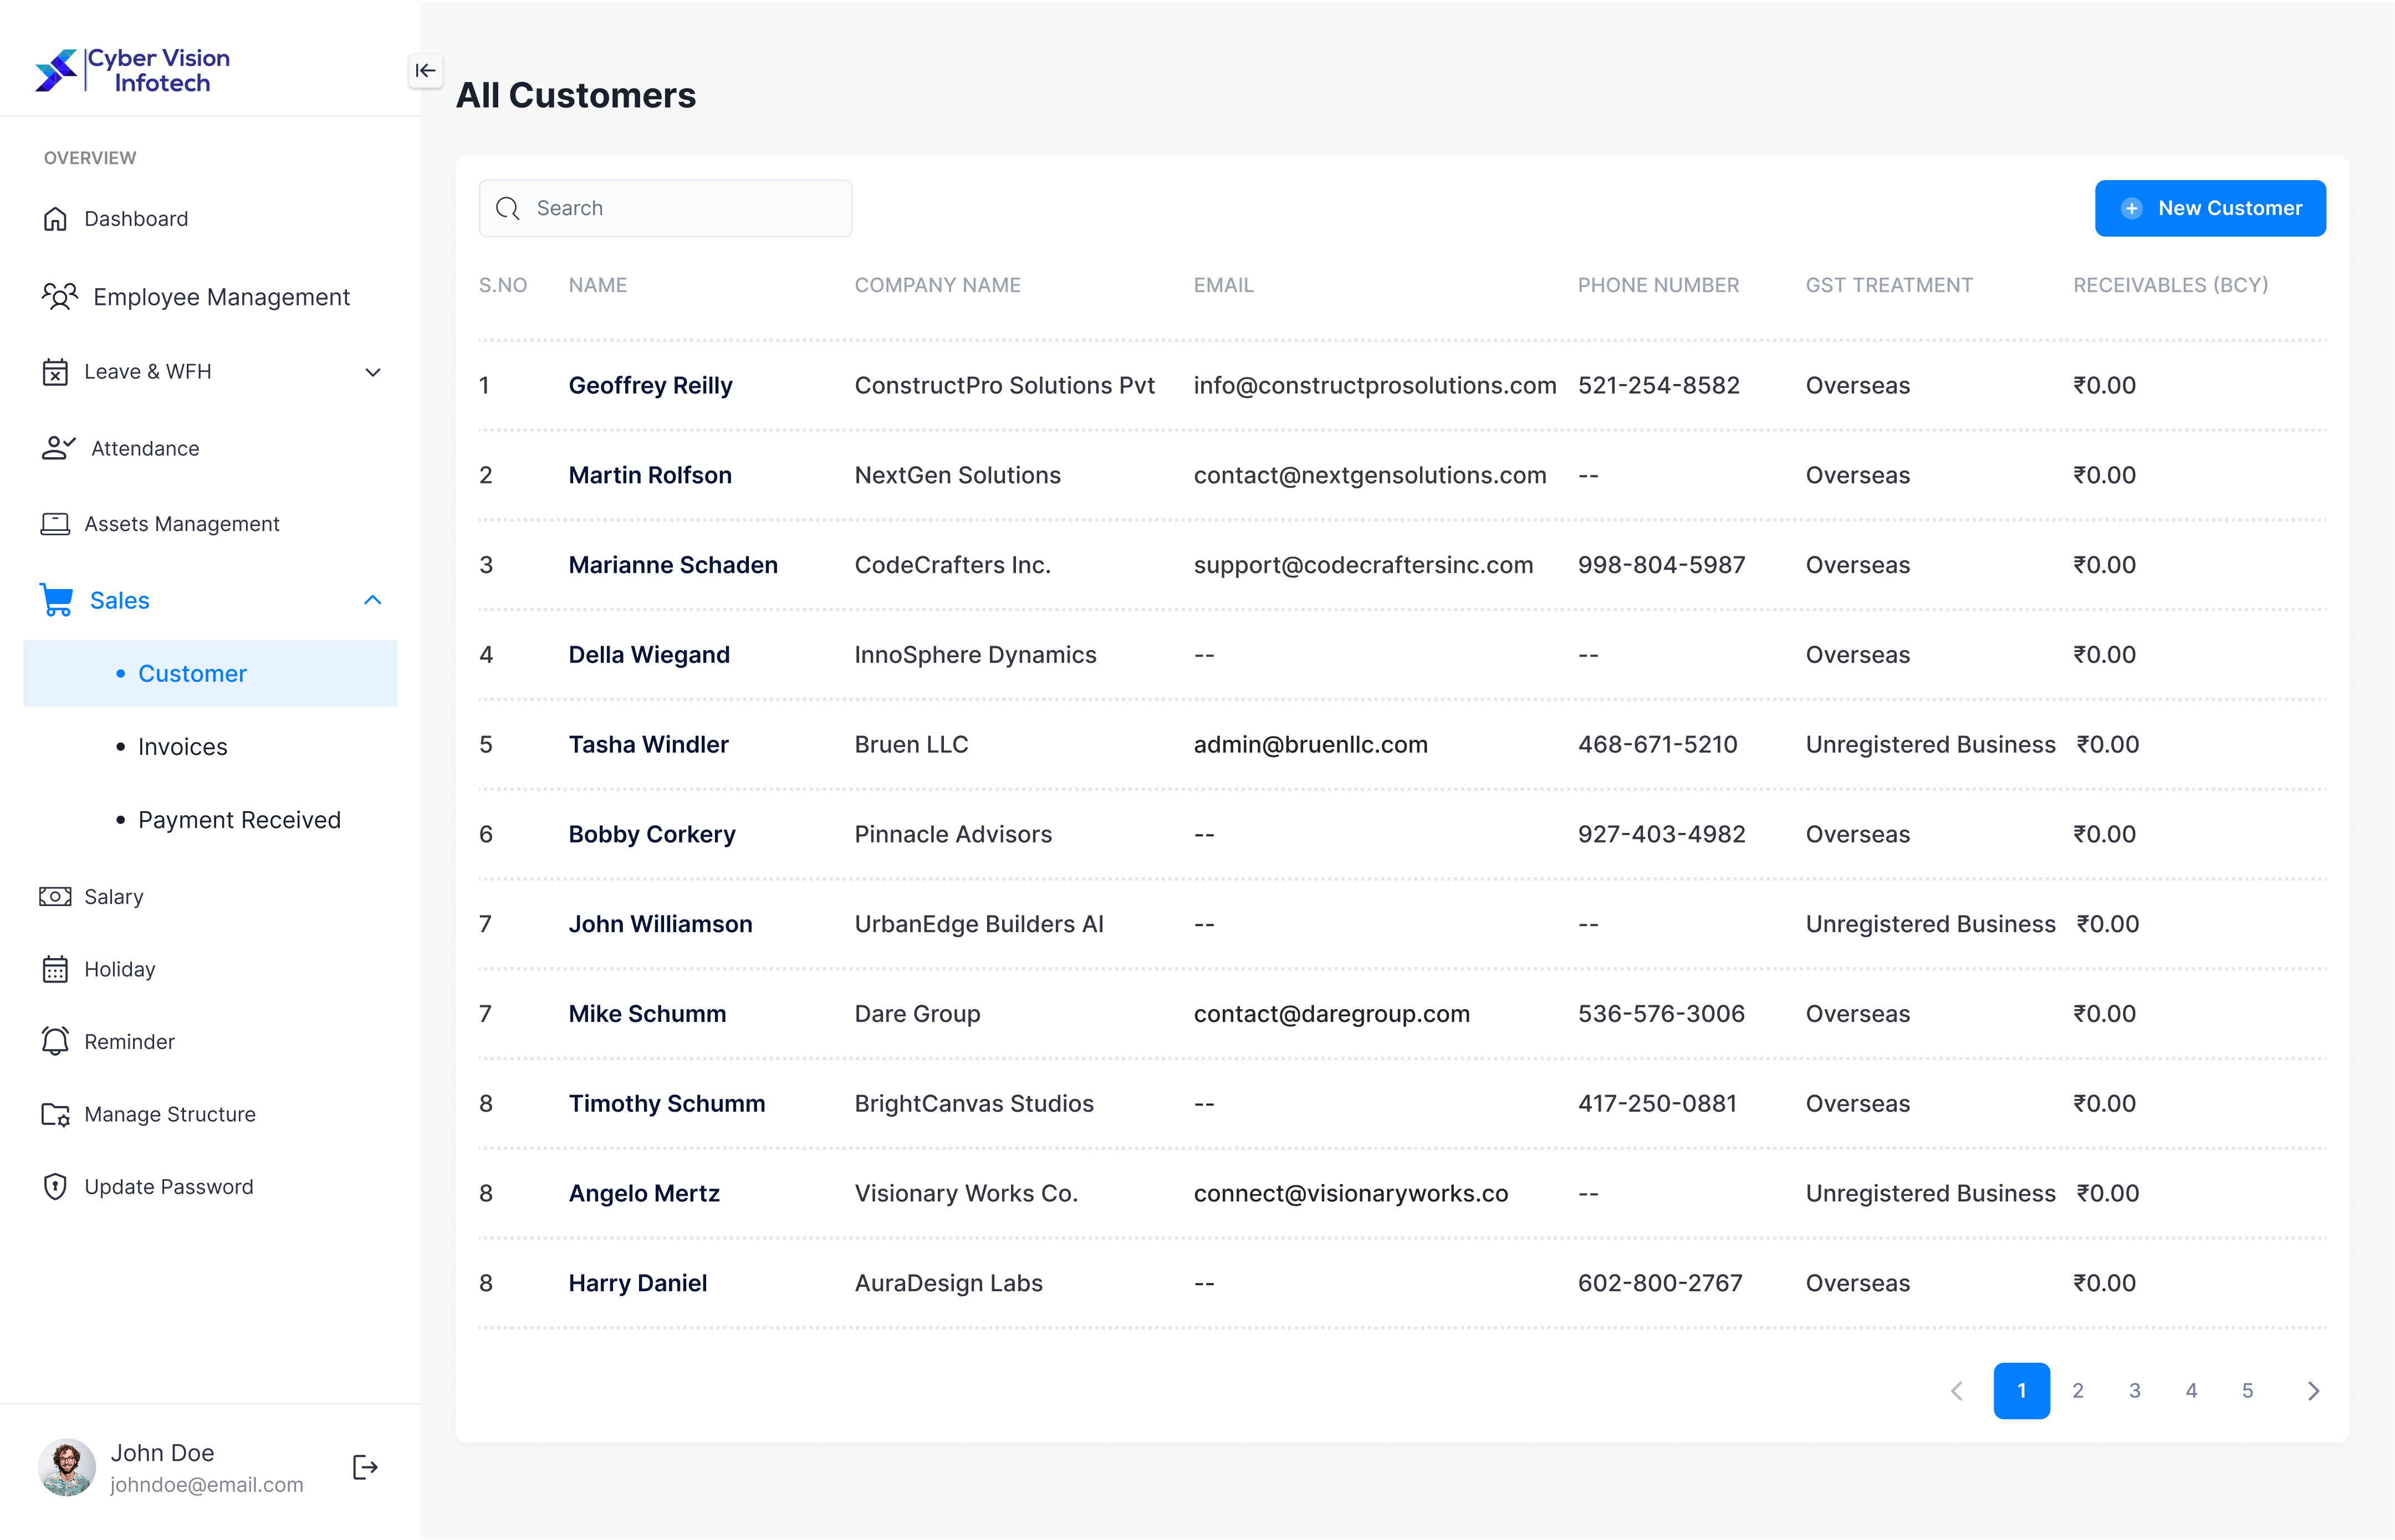 Cyber Vision
Infotech
OVERVIEW
Dashboard
Employee Management
Leave & WFH
Attendance
Assets Management
Sales
• Customer
• Invoices
• Payment Received
Salary
Holiday
Reminder
Manage Structure
Update Password
John Doe
johndoe@email.com
All Customers
Search
New Customer
S.NO NAME COMPANY NAME EMAIL PHONE NUMBER GST TREATMENT RECEIVABLES (BCY)
1 Geoffrey Reilly ConstructPro Solutions Pvt info@constructprosolutions.com 521-254-8582 Overseas ₹0.00
2 Martin Rolfson NextGen Solutions contact@nextgensolutions.com -- Overseas ₹0.00
3 Marianne Schaden CodeCrafters Inc. support@codecraftersinc.com 998-804-5987 Overseas ₹0.00
4 Della Wiegand InnoSphere Dynamics -- -- Overseas ₹0.00
5 Tasha Windler Bruen LLC admin@bruenllc.com 468-671-5210 Unregistered Business ₹0.00
6 Bobby Corkery Pinnacle Advisors -- 927-403-4982 Overseas ₹0.00
7 John Williamson UrbanEdge Builders AI -- -- Unregistered Business ₹0.00
7 Mike Schumm Dare Group contact@daregroup.com 536-576-3006 Overseas ₹0.00
8 Timothy Schumm BrightCanvas Studios -- 417-250-0881 Overseas ₹0.00
8 Angelo Mertz Visionary Works Co. connect@visionaryworks.co -- Unregistered Business ₹0.00
8 Harry Daniel AuraDesign Labs -- 602-800-2767 Overseas ₹0.00
1 2 3 4 5